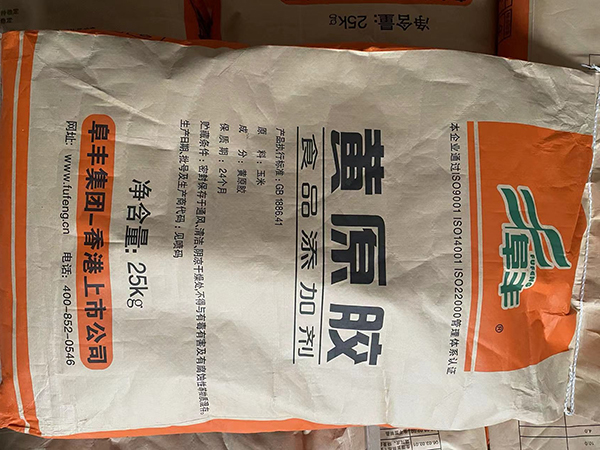 阜丰
Fufeng
®
本企业通过ISO9001 ISO14001 ISO22000管理体系认证
黄原胶
食品添加剂
产品执行标准：GB 1886.41
原 料：玉米
成 分：黄原胶
保 质 期：24个月
贮藏条件：密封保存于通风、清洁、阴凉干燥处，不得与有毒有害及有腐蚀性等物质混存
生产日期、批号及生产商代码：见喷码
净含量：25kg
阜丰集团-香港上市公司
网址：www.fufeng.cn 电话：400-852-0546
净含量：25kg